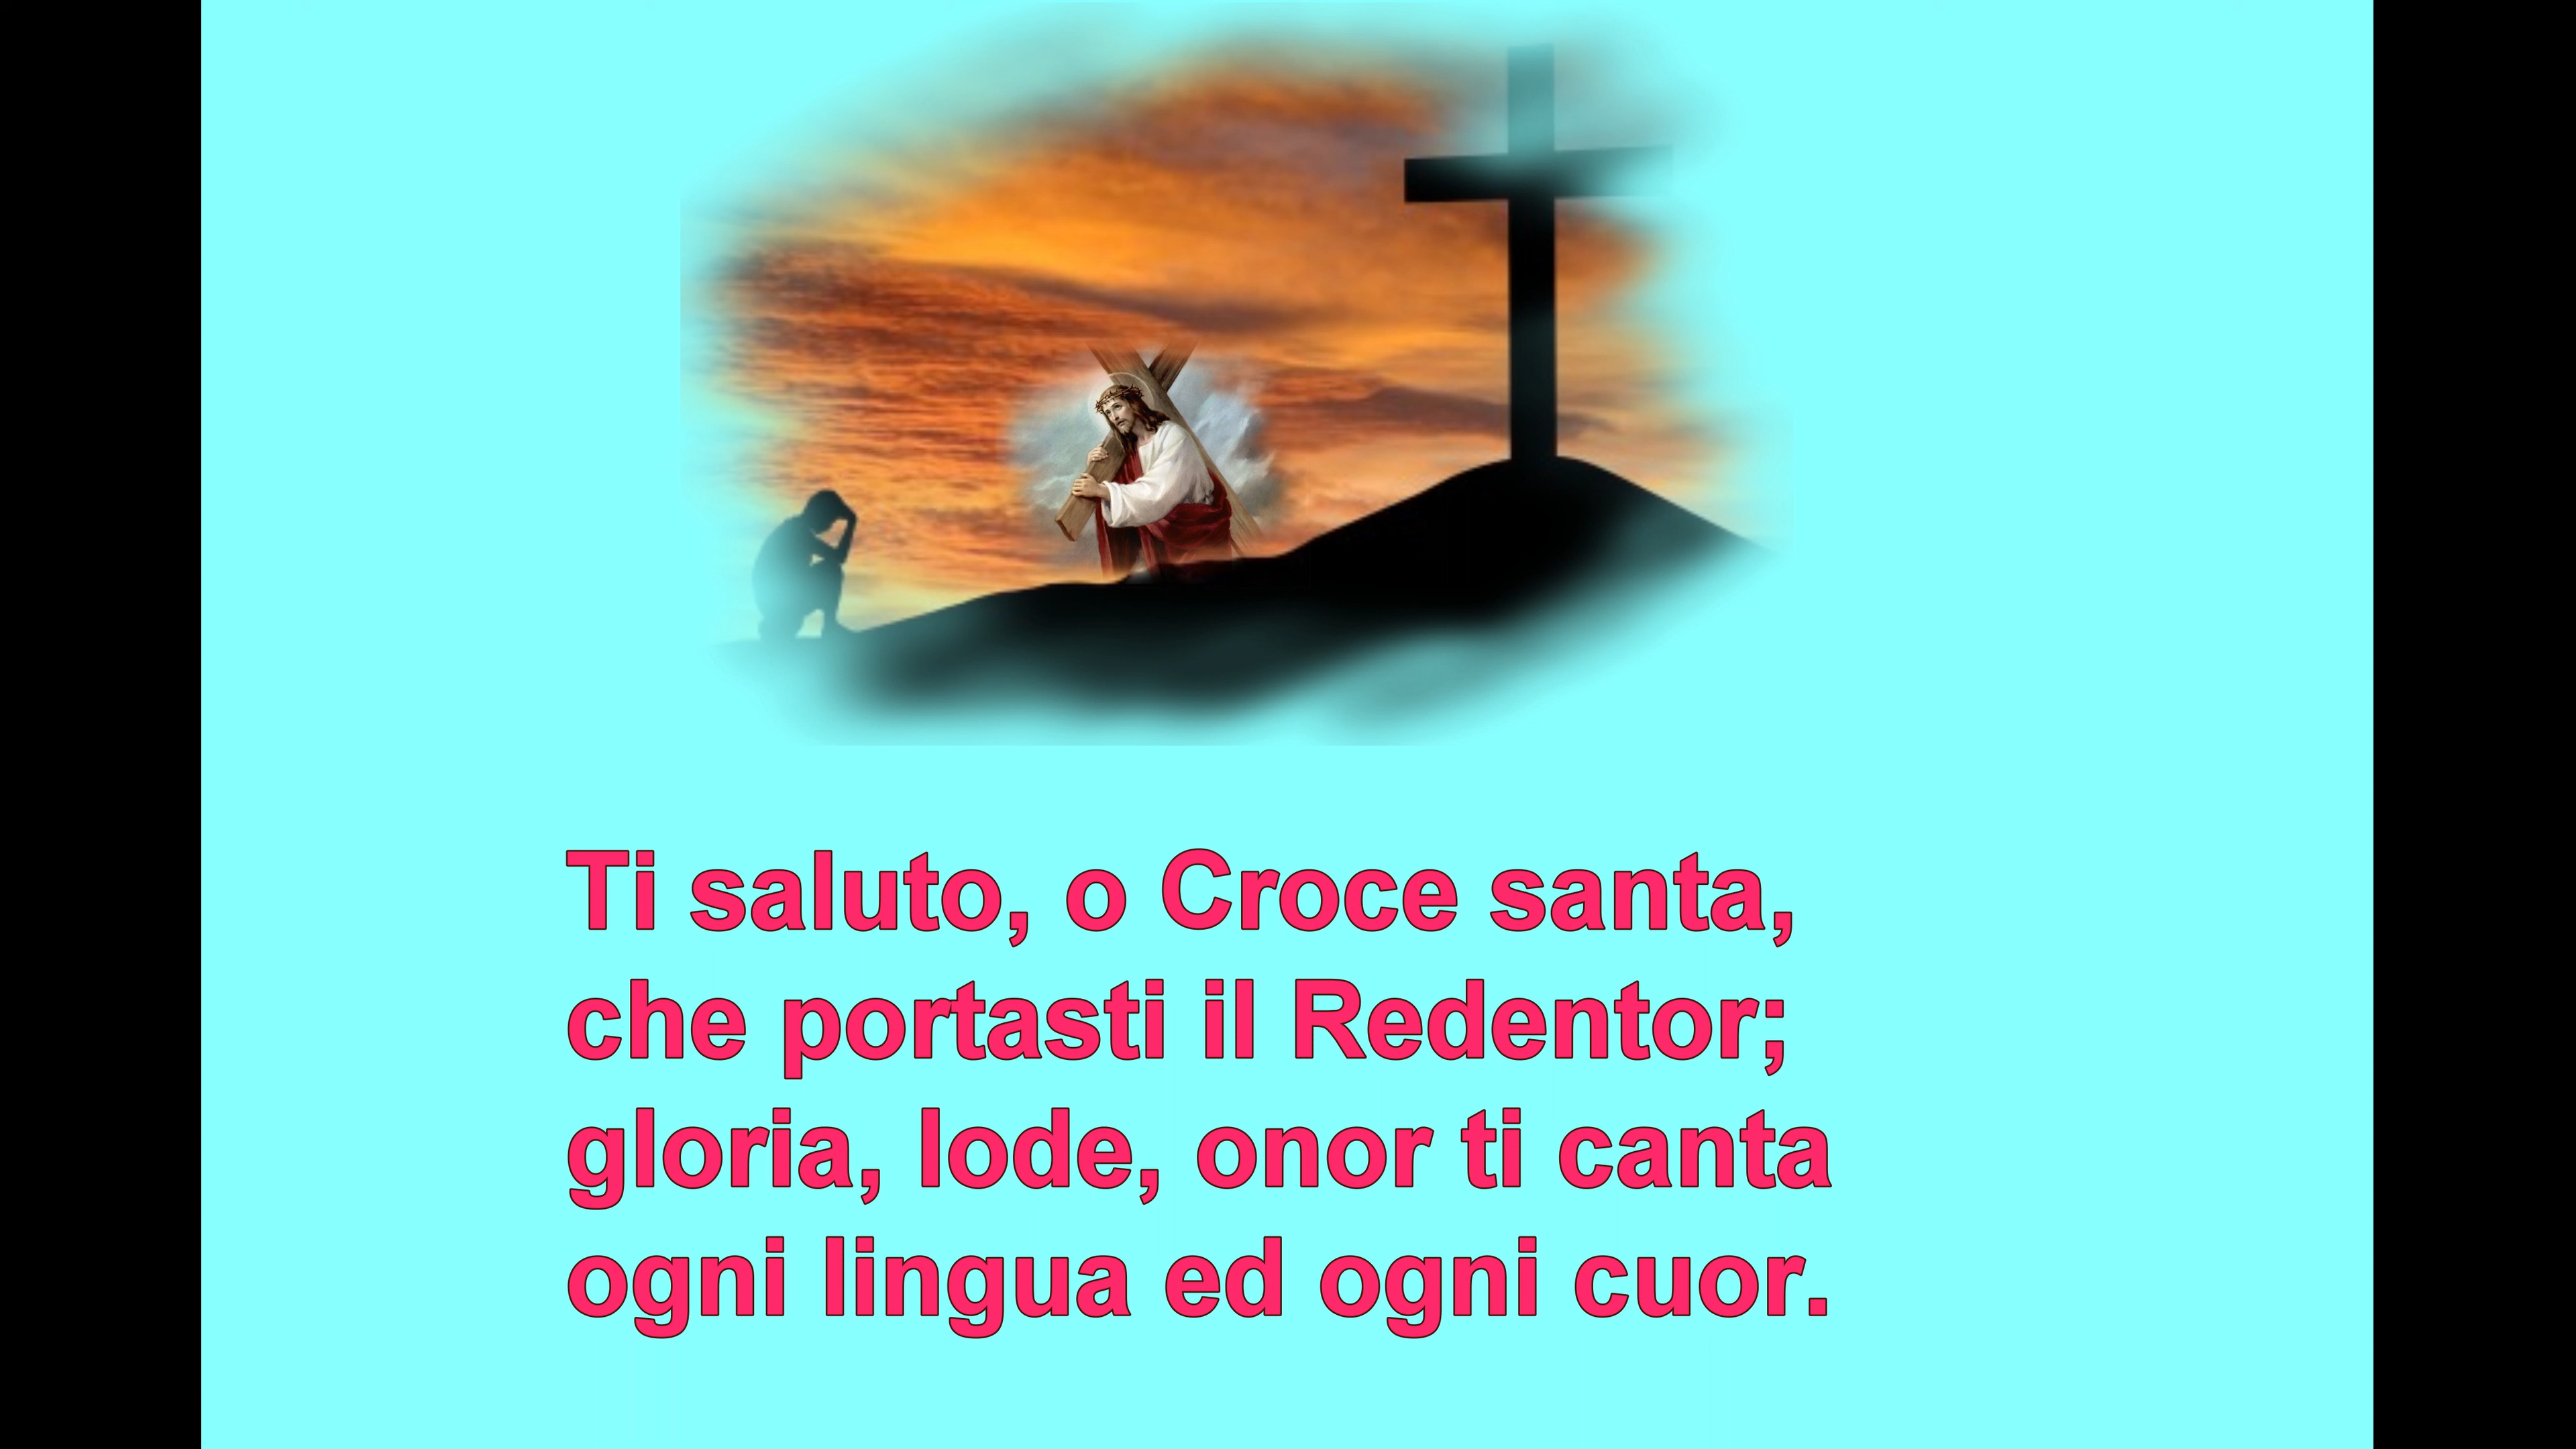 Ti saluto, o Croce santa,
che portasti il Redentor;
gloria, lode, onor ti canta
ogni lingua ed ogni cuor.